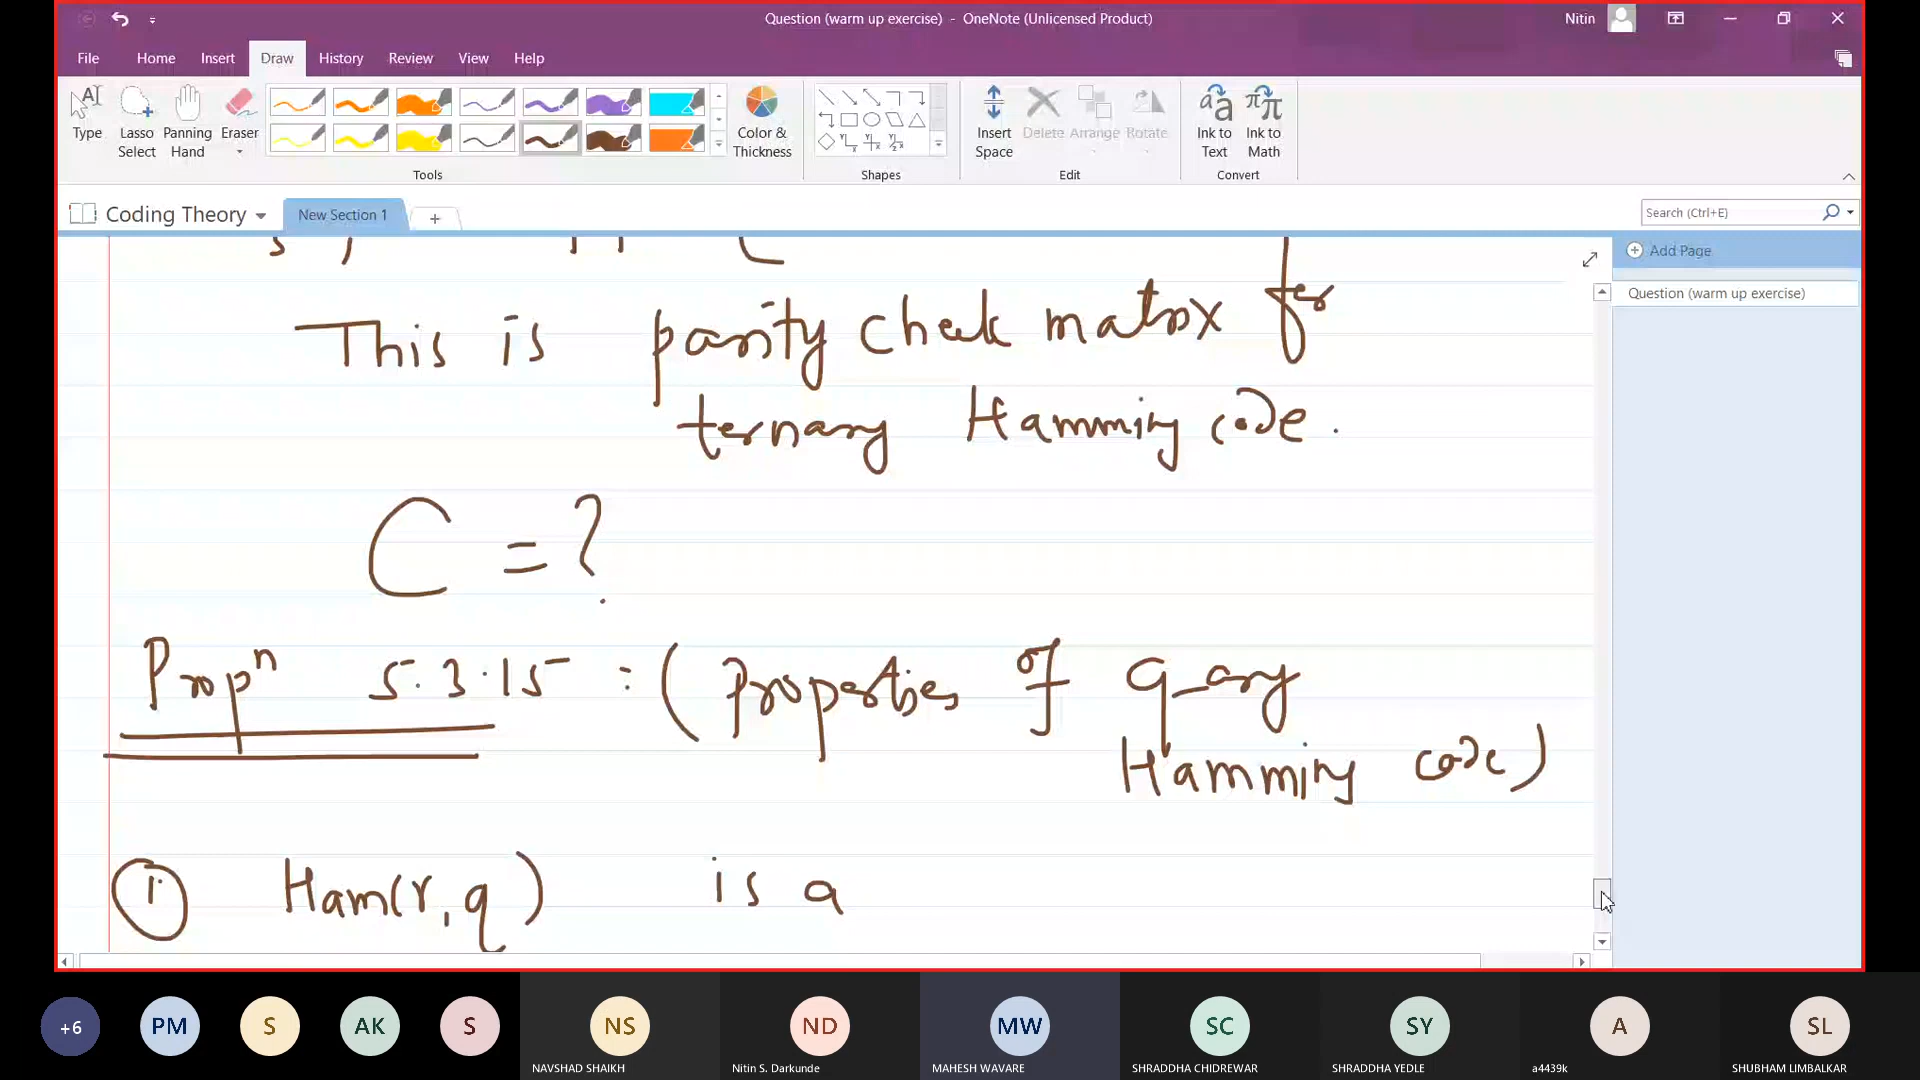 Question (warm up exercise) - OneNote (Unlicensed Product)
Nitin
File Home Insert Draw History Review View Help
Type
Lasso Select
Panning Hand
Eraser
Color & Thickness
Insert Space
Delete
Arrange
Rotate
Ink to Text
Ink to Math
Tools
Shapes
Edit
Convert
Coding Theory
New Section 1
Search (Ctrl+E)
Add Page
Question (warm up exercise)
This is parity check matrix for
ternary Hamming code.
C = ?
Propn 5.3.15 : ( Properties of q-ary
Hamming code)
① Ham(r, q) is a
+6 PM S AK S NS ND MW SC SY A SL
NAVSHAD SHAIKH
Nitin S. Darkunde
MAHESH WAVARE
SHRADDHA CHIDREWAR
SHRADDHA YEDLE
a4439k
SHUBHAM LIMBALKAR